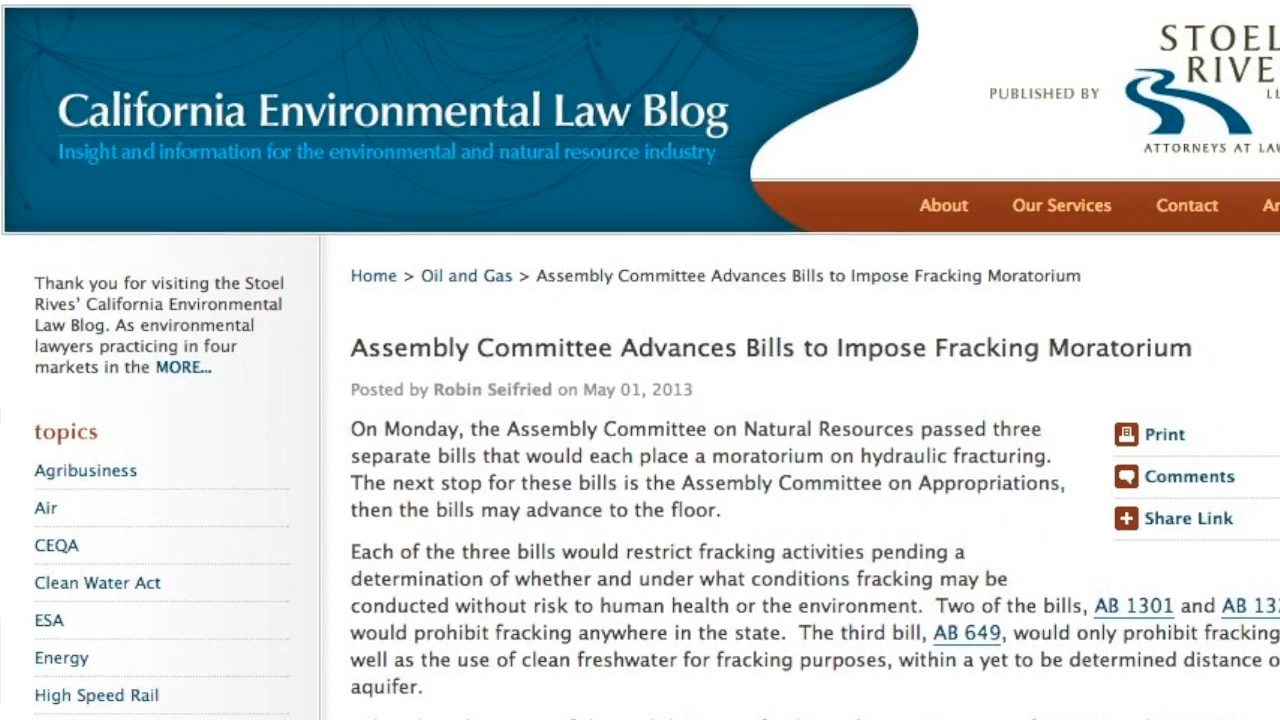 California Environmental Law Blog
Insight and information for the environmental and natural resource industry
PUBLISHED BY
STOEL
RIVE
ATTORNEYS AT LAW
About
Our Services
Contact
Thank you for visiting the Stoel
Rives' California Environmental
Law Blog. As environmental
lawyers practicing in four
markets in the MORE...
topics
Agribusiness
Air
CEQA
Clean Water Act
ESA
Energy
High Speed Rail
Home > Oil and Gas > Assembly Committee Advances Bills to Impose Fracking Moratorium
Assembly Committee Advances Bills to Impose Fracking Moratorium
Posted by Robin Seifried on May 01, 2013
On Monday, the Assembly Committee on Natural Resources passed three
separate bills that would each place a moratorium on hydraulic fracturing.
The next stop for these bills is the Assembly Committee on Appropriations,
then the bills may advance to the floor.
Print
Comments
Share Link
Each of the three bills would restrict fracking activities pending a
determination of whether and under what conditions fracking may be
conducted without risk to human health or the environment. Two of the bills, AB 1301 and AB
would prohibit fracking anywhere in the state. The third bill, AB 649, would only prohibit fracking
well as the use of clean freshwater for fracking purposes, within a yet to be determined distance
aquifer.